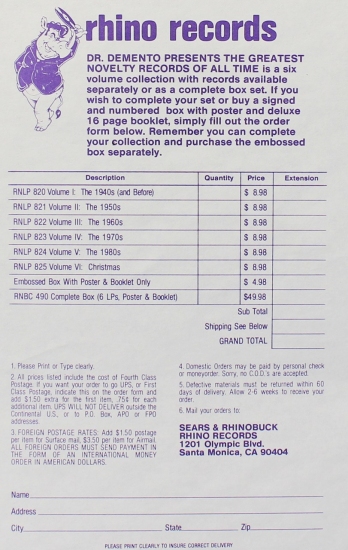 rhino records
DR. DEMENTO PRESENTS THE GREATEST
NOVELTY RECORDS OF ALL TIME is a six
volume collection with records available
separately or as a complete box set. If you
wish to complete your set or buy a signed
and numbered box with poster and deluxe
16 page booklet, simply fill out the order
form below. Remember you can complete
your collection and purchase the embossed
box separately.
Description Quantity Price Extension
RNLP 820 Volume I: The 1940s (and Before) $ 8.98
RNLP 821 Volume II: The 1950s $ 8.98
RNLP 822 Volume III: The 1960s $ 8.98
RNLP 823 Volume IV: The 1970s $ 8.98
RNLP 824 Volume V: The 1980s $ 8.98
RNLP 825 Volume VI: Christmas $ 8.98
Embossed Box With Poster & Booklet Only $ 4.98
RNBC 490 Complete Box (6 LPs, Poster & Booklet) $49.98
Sub Total
Shipping See Below
GRAND TOTAL
1. Please Print or Type clearly.
2. All prices listed include the cost of Fourth Class
Postage. If you want your order to go UPS, or First
Class Postage, indicate this on the order form and
add $1.50 extra for the first item, .75¢ for each
additional item. UPS WILL NOT DELIVER outside the
Continental U.S., or to P.O. Box, APO or FPO
addresses.
3. FOREIGN POSTAGE RATES: Add $1.50 postage
per item for Surface mail, $3.50 per item for Airmail.
ALL FOREIGN ORDERS MUST SEND PAYMENT IN
THE FORM OF AN INTERNATIONAL MONEY
ORDER IN AMERICAN DOLLARS.
4. Domestic Orders may be paid by personal check
or moneyorder. Sorry, no C.O.D.'s are accepted.
5. Defective materials must be returned within 60
days of delivery. Allow 2-6 weeks to receive your
order.
6. Mail your orders to:
SEARS & RHINOBUCK
RHINO RECORDS
1201 Olympic Blvd.
Santa Monica, CA 90404
Name
Address
City State Zip
PLEASE PRINT CLEARLY TO INSURE CORRECT DELIVERY